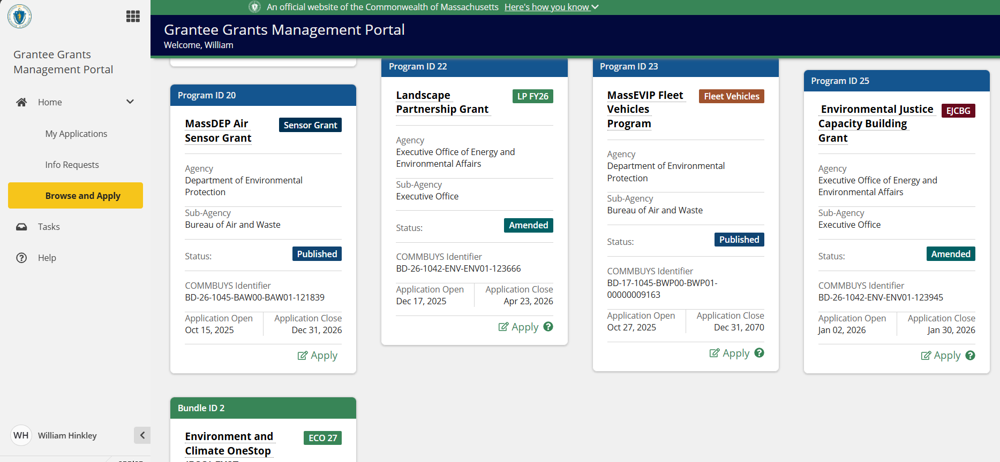 An official website of the Commonwealth of Massachusetts Here's how you know
Grantee Grants Management Portal
Welcome, William
Grantee Grants
Management Portal
Home
My Applications
Info Requests
Browse and Apply
Tasks
Help
WH William Hinkley
Program ID 20
MassDEP Air
Sensor Grant
Sensor Grant
Agency
Department of Environmental
Protection
Sub-Agency
Bureau of Air and Waste
Status: Published
COMMBUYS Identifier
BD-26-1045-BAW00-BAW01-121839
Application Open Application Close
Oct 15, 2025 Dec 31, 2026
Apply
Program ID 22
Landscape
Partnership Grant
LP FY26
Agency
Executive Office of Energy and
Environmental Affairs
Sub-Agency
Executive Office
Status: Amended
COMMBUYS Identifier
BD-26-1042-ENV-ENV01-123666
Application Open Application Close
Dec 17, 2025 Apr 23, 2026
Apply
Program ID 23
MassEVIP Fleet
Vehicles
Program
Fleet Vehicles
Agency
Department of Environmental
Protection
Sub-Agency
Bureau of Air and Waste
Status: Published
COMMBUYS Identifier
BD-17-1045-BWP00-BWP01-
00000009163
Application Open Application Close
Oct 27, 2025 Dec 31, 2070
Apply
Program ID 25
Environmental Justice
Capacity Building
Grant
EJCBG
Agency
Executive Office of Energy and
Environmental Affairs
Sub-Agency
Executive Office
Status: Amended
COMMBUYS Identifier
BD-26-1042-ENV-ENV01-123945
Application Open Application Close
Jan 02, 2026 Jan 30, 2026
Apply
Bundle ID 2
Environment and
Climate OneStop
ECO 27